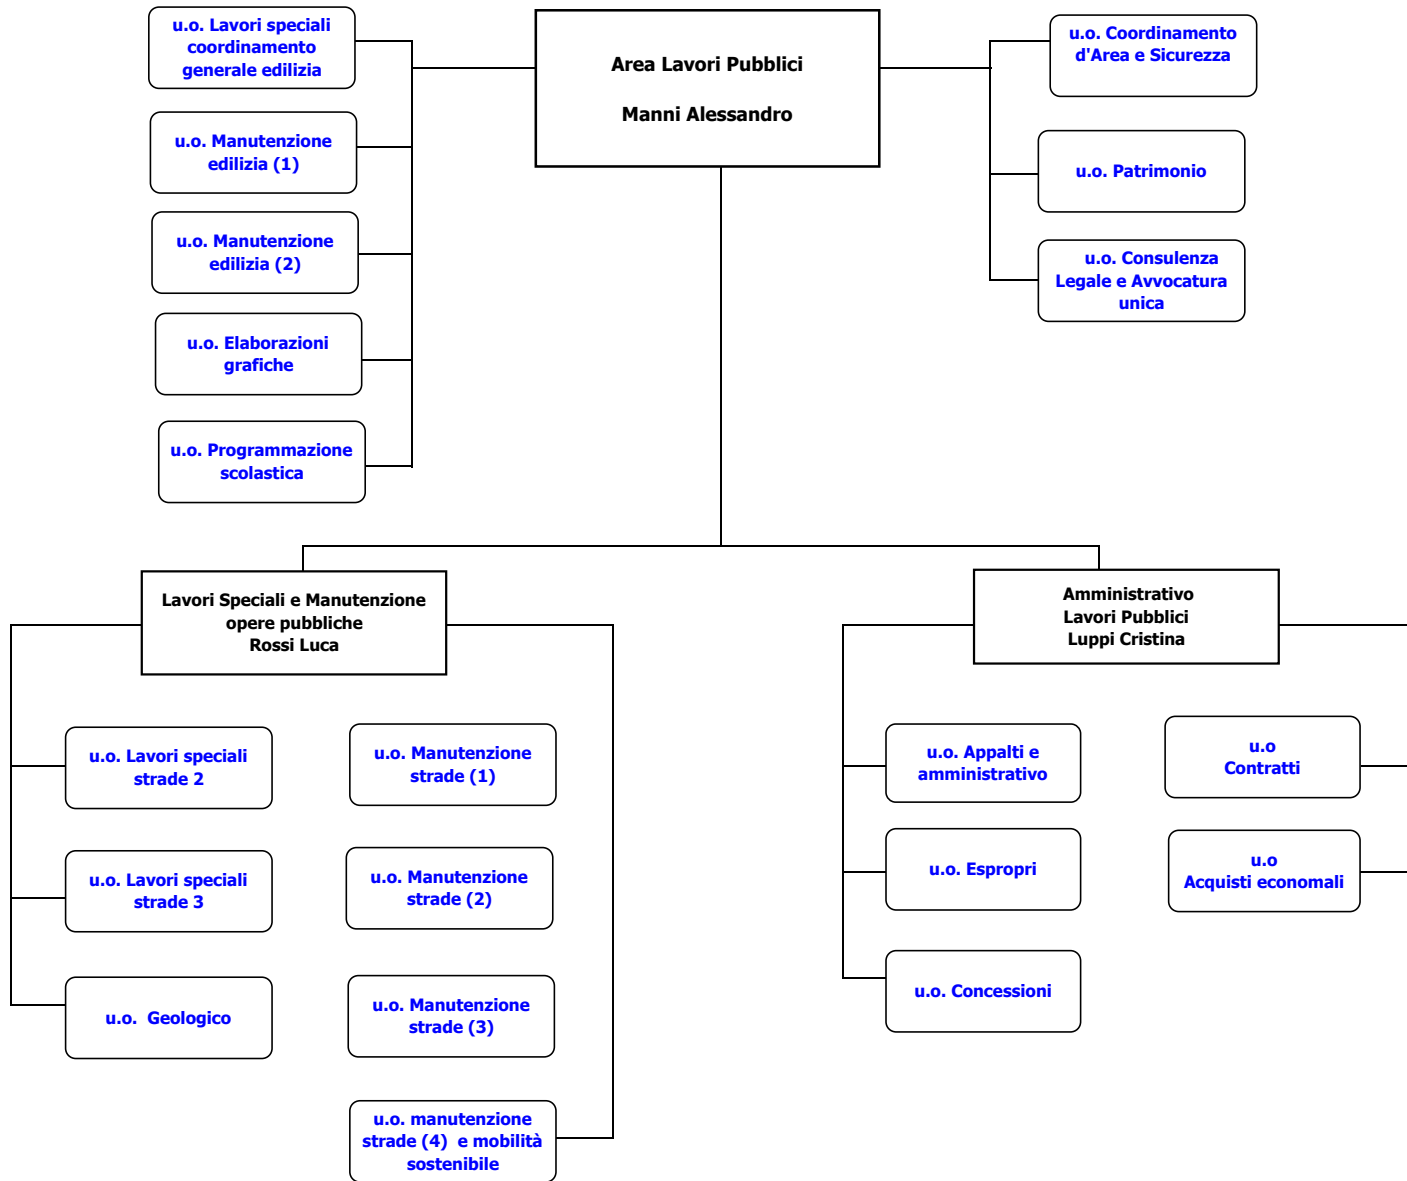 u.o. Lavori speciali
coordinamento
generale edilizia
u.o. Manutenzione
edilizia (1)
u.o. Manutenzione
edilizia (2)
u.o. Elaborazioni
grafiche
u.o. Programmazione
scolastica
Area Lavori Pubblici
Manni Alessandro
u.o. Coordinamento
d'Area e Sicurezza
u.o. Patrimonio
u.o. Consulenza
Legale e Avvocatura
unica
Lavori Speciali e Manutenzione
opere pubbliche
Rossi Luca
u.o. Lavori speciali
strade 2
u.o. Lavori speciali
strade 3
u.o. Geologico
u.o. Manutenzione
strade (1)
u.o. Manutenzione
strade (2)
u.o. Manutenzione
strade (3)
u.o. manutenzione
strade (4) e mobilità
sostenibile
Amministrativo
Lavori Pubblici
Luppi Cristina
u.o. Appalti e
amministrativo
u.o. Espropri
u.o. Concessioni
u.o
Contratti
u.o
Acquisti economali